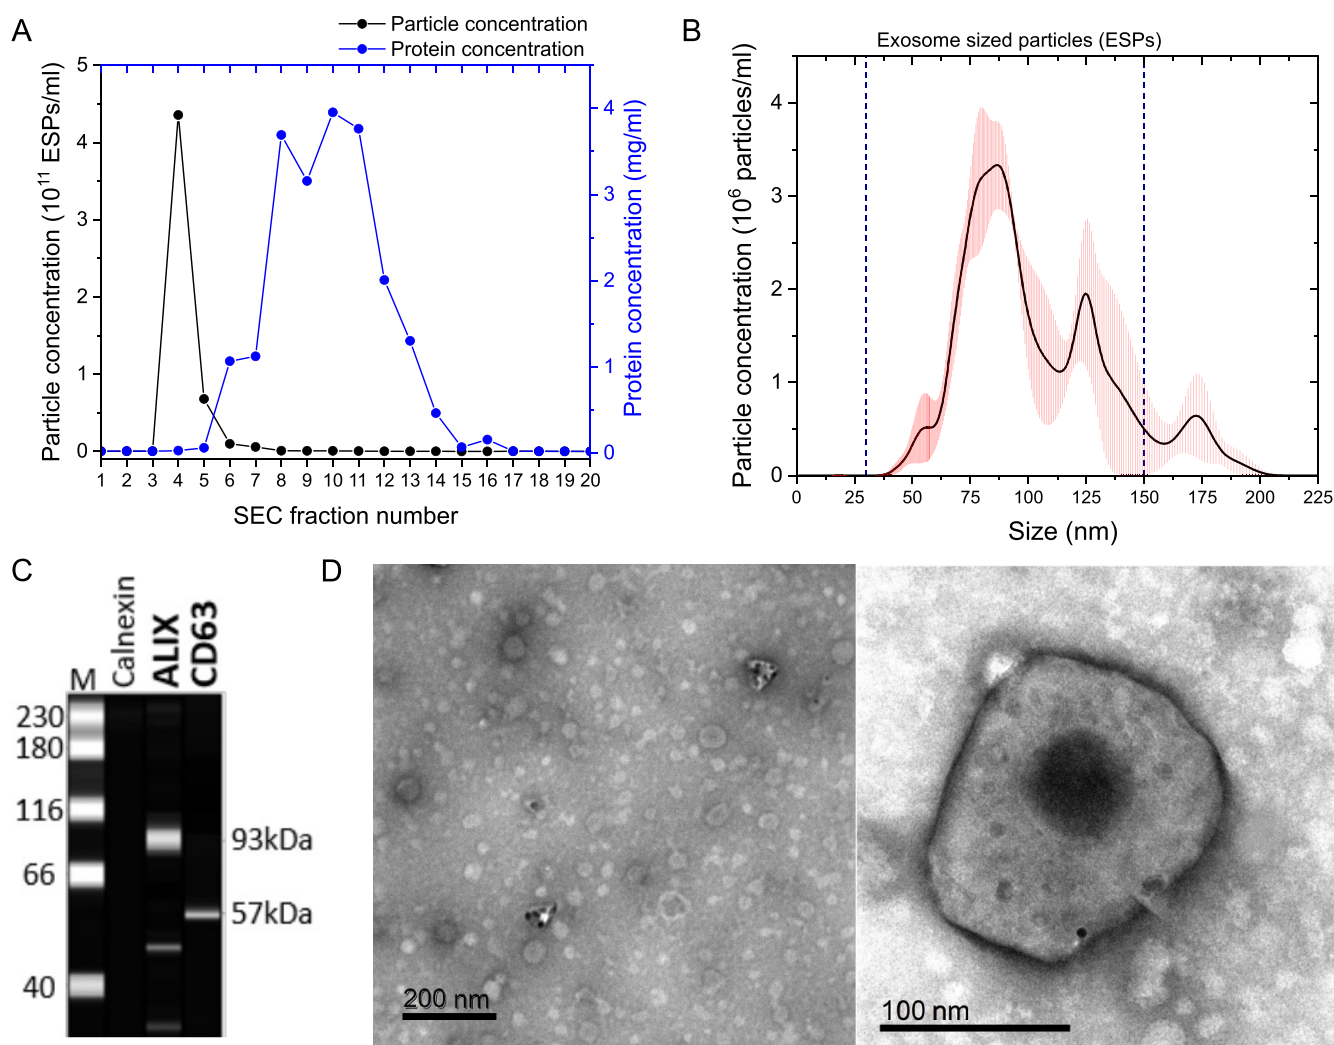 A
Particle concentration
Protein concentration
Particle concentration (10¹¹ ESPs/ml)
5
4
3
2
1
0
Protein concentration (mg/ml)
4
3
2
1
0
1 2 3 4 5 6 7 8 9 10 11 12 13 14 15 16 17 18 19 20
SEC fraction number
B
Exosome sized particles (ESPs)
Particle concentration (10⁶ particles/ml)
4
3
2
1
0
0 25 50 75 100 125 150 175 200 225
Size (nm)
C
M Calnexin ALIX CD63
230
180
116
66
40
93kDa
57kDa
D
200 nm
100 nm